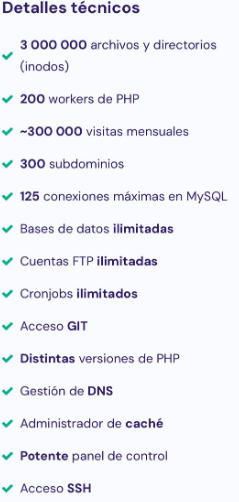 Detalles técnicos
3 000 000 archivos y directorios
(inodos)
200 workers de PHP
~300 000 visitas mensuales
300 subdominios
125 conexiones máximas en MySQL
Bases de datos ilimitadas
Cuentas FTP ilimitadas
Cronjobs ilimitados
Acceso GIT
Distintas versiones de PHP
Gestión de DNS
Administrador de caché
Potente panel de control
Acceso SSH